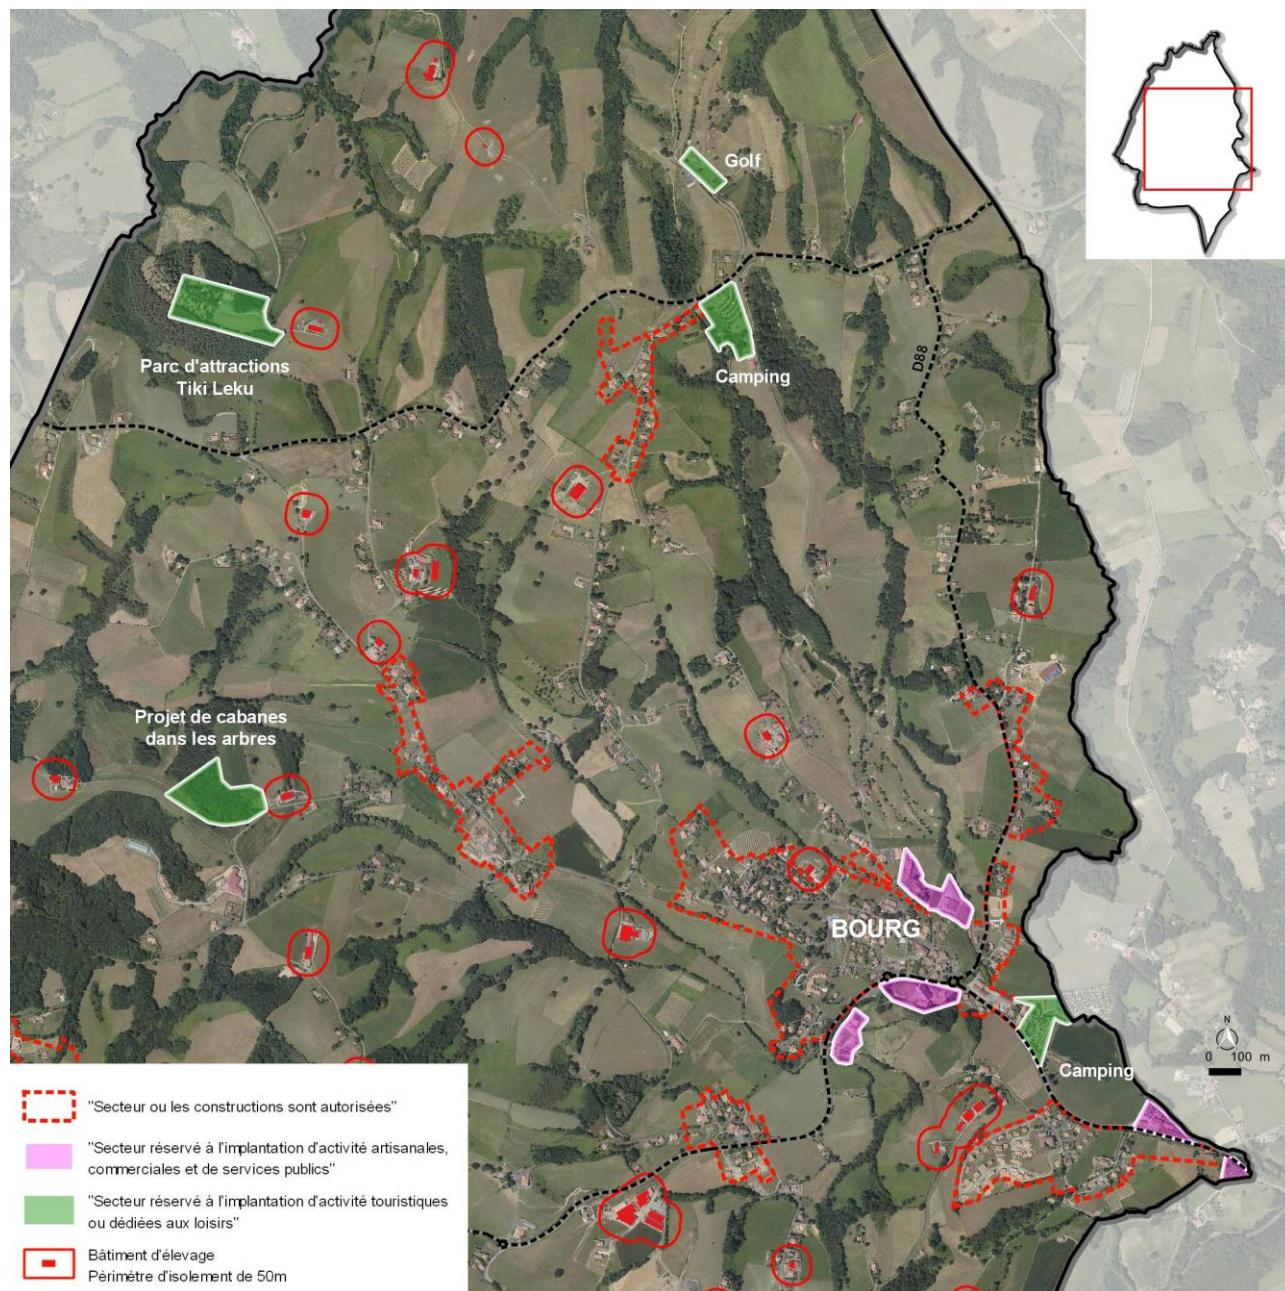 Golf
Parc d'attractions
Tiki Leku
Camping
D88
Projet de cabanes
dans les arbres
BOURG
Camping
N
0 100 m
"Secteur ou les constructions sont autorisées"
"Secteur réservé à l'implantation d'activité artisanales,
commerciales et de services publics"
"Secteur réservé à l'implantation d'activité touristiques
ou dédiées aux loisirs"
Bâtiment d'élevage
Périmètre d'isolement de 50m